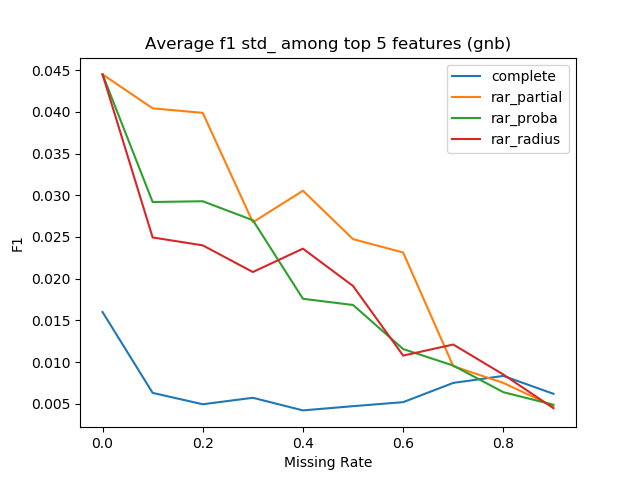 Average f1 std_ among top 5 features (gnb)
0.045
0.040
0.035
0.030
0.025
0.020
0.015
0.010
0.005
F1
complete
rar_partial
rar_proba
rar_radius
0.0 0.2 0.4 0.6 0.8
Missing Rate